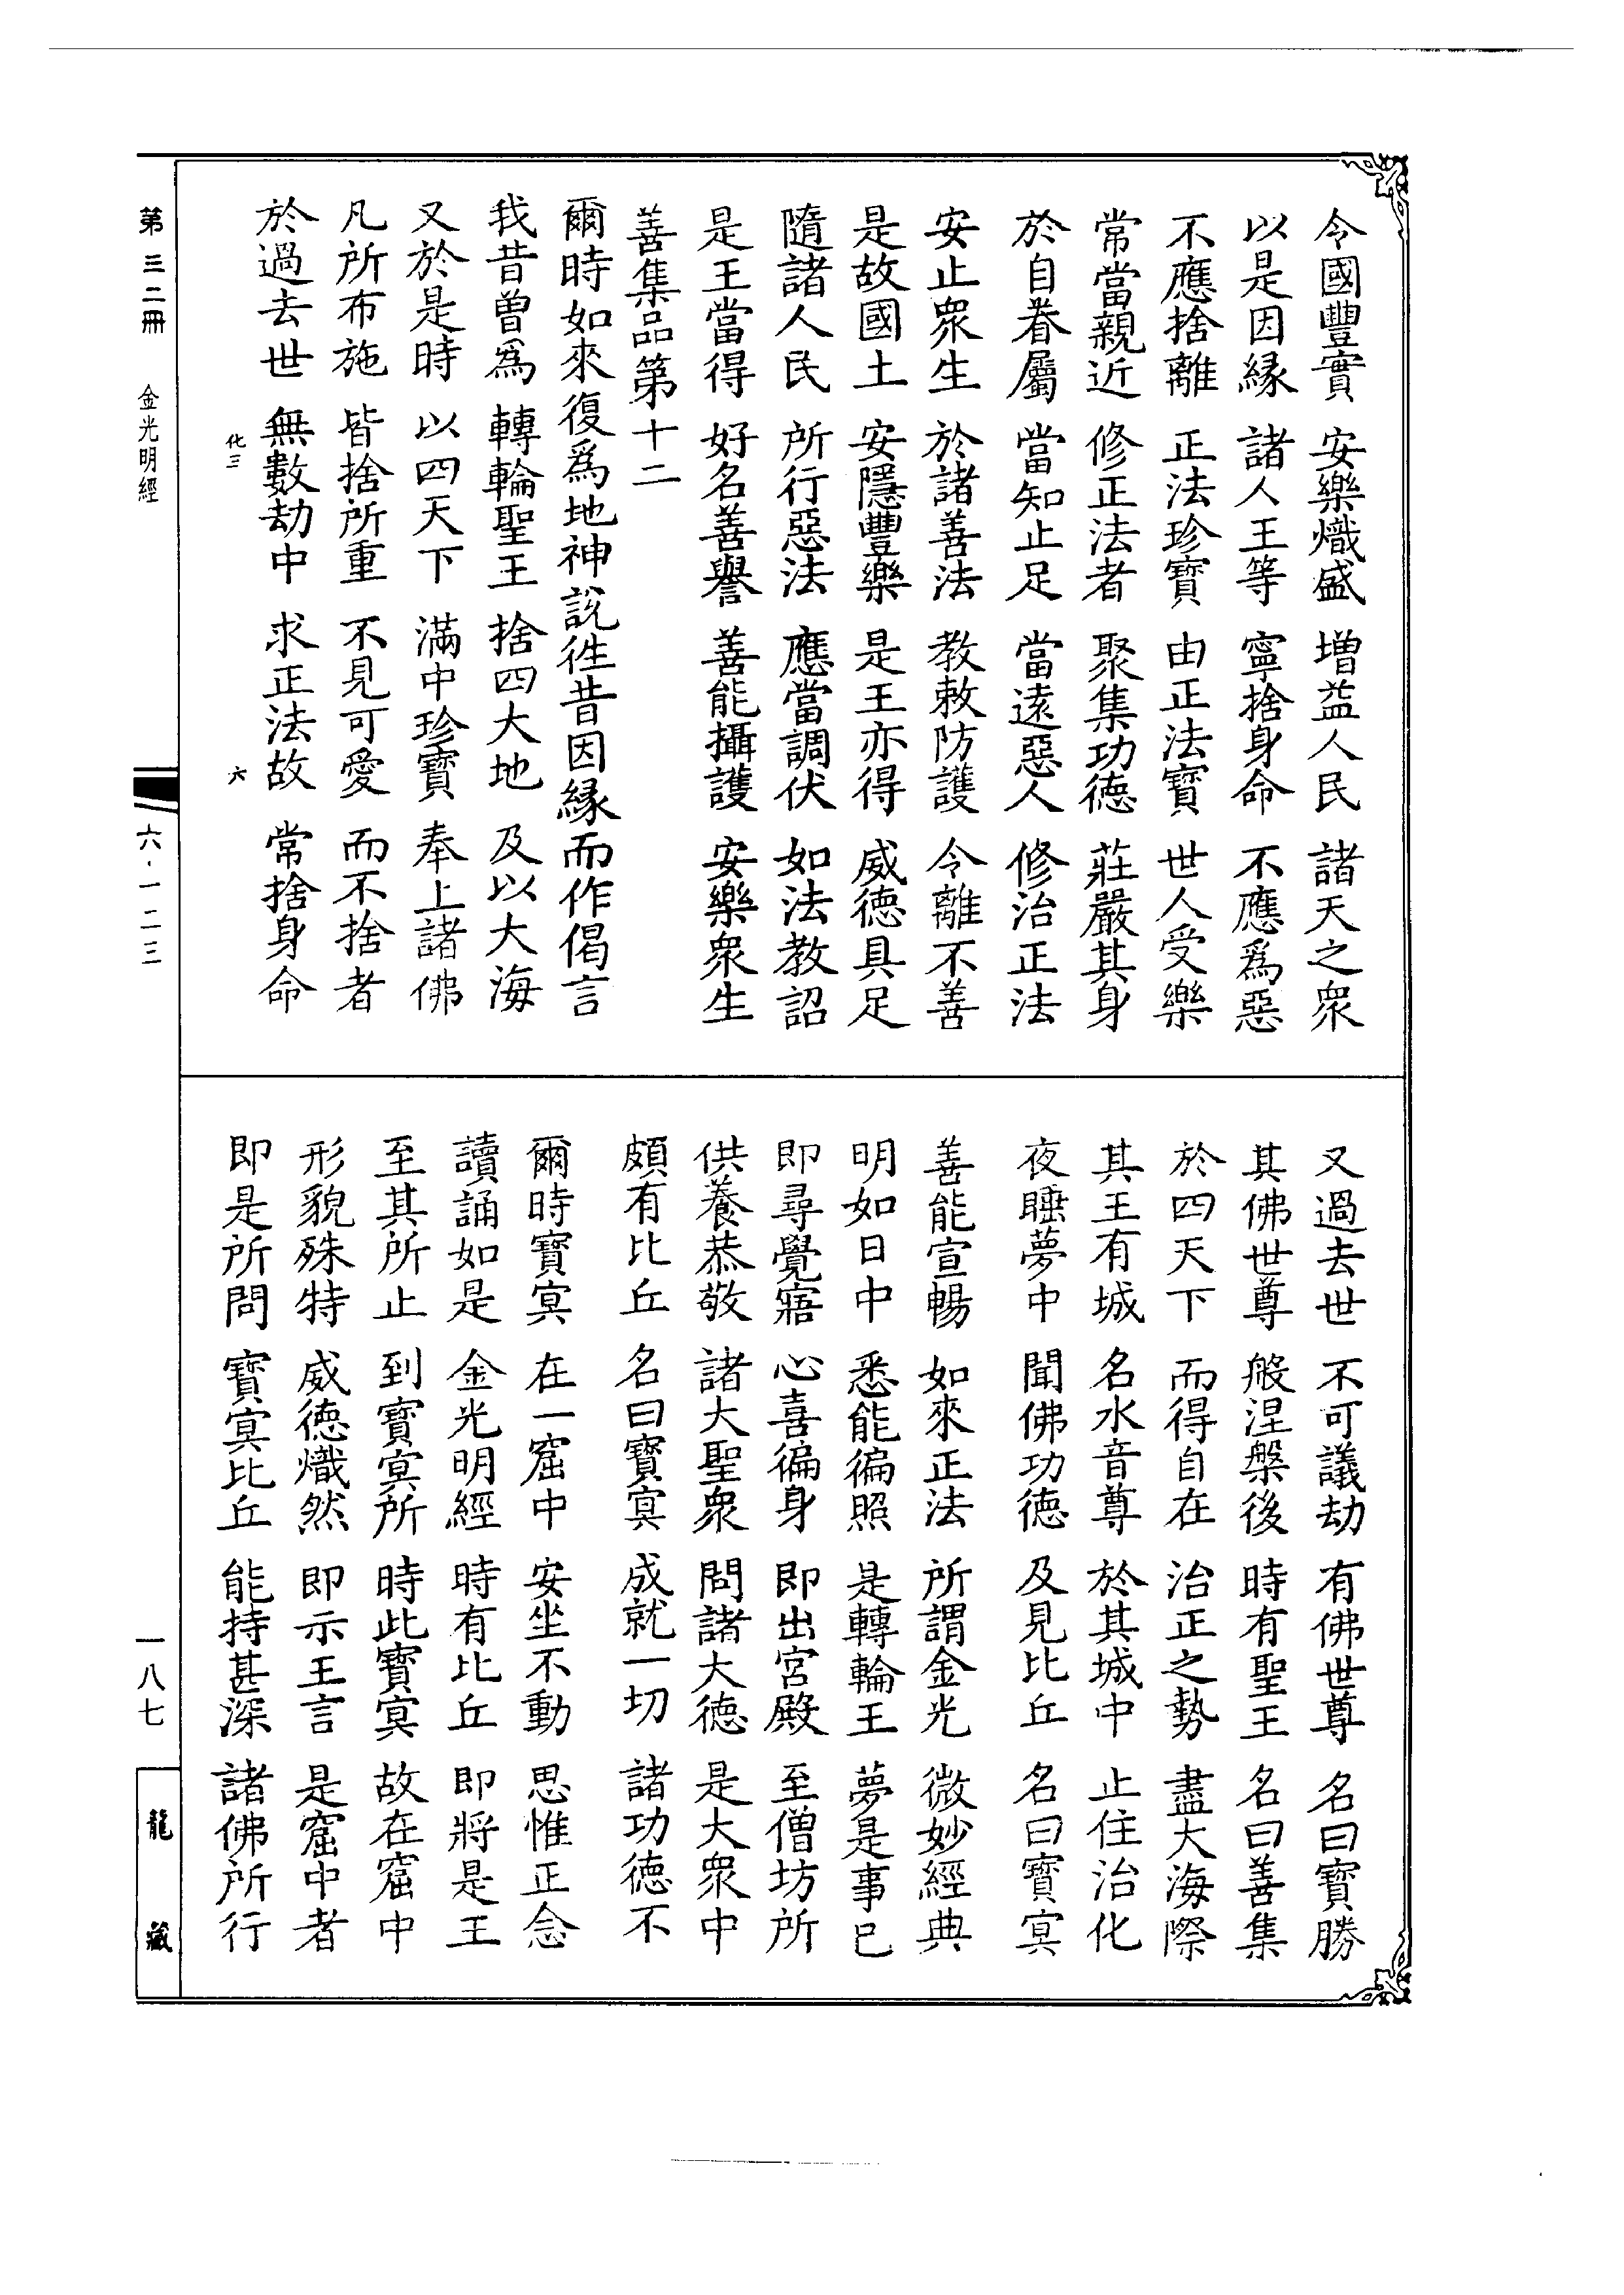 令國豐實　安樂熾盛　增益人民　諸天之眾
以是因緣　諸人王等　寧捨身命　不應爲惡
不應捨離　正法珍寶　由正法寶　世人受樂
常當親近　修正法者　聚集功德　莊嚴其身
於自眷屬　當知止足　當遠惡人　修治正法
安止眾生　於諸善法　教敕防護　令離不善
是故國土　安隱豐樂　是王亦得　威德具足
隨諸人民　所行惡法　應當調伏　如法教詔
是王當得　好名善譽　善能攝護　安樂眾生
善集品第十二
爾時如來復爲地神說徃昔因緣而作偈言
我昔曾爲　轉輪聖王　捨四大地　及以大海
又於是時　以四天下　滿中珍寶　奉上諸佛
凡所布施　皆捨所重　不見可愛　而不捨者
於過去世　無數劫中　求正法故　常捨身命
化三　六
又過去世　不可議劫　有佛世尊　名曰寶勝
其佛世尊　般涅槃後　時有聖王　名曰善集
於四天下　而得自在　治正之勢　盡大海際
其王有城　名水音尊　於其城中　止住治化
夜睡夢中　聞佛功德　及見比丘　名曰寶冥
善能宣暢　如來正法　所謂金光　微妙經典
明如日中　悉能徧照　是轉輪王　夢是事已
即尋覺寤　心喜徧身　即出宮殿　至僧坊所
供養恭敬　諸大聖眾　問諸大德　是大眾中
頗有比丘　名曰寶冥　成就一切　諸功德不
爾時寶冥　在一窟中　安坐不動　思惟正念
讀誦如是　金光明經　時有比丘　即將是王
至其所止　到寶冥所　時此寶冥　故在窟中
形貌殊特　威德熾然　即示王言　是窟中者
即是所問　寶冥比丘　能持甚深　諸佛所行
第三二冊　金光明經　六·一二三　一八七　龍藏